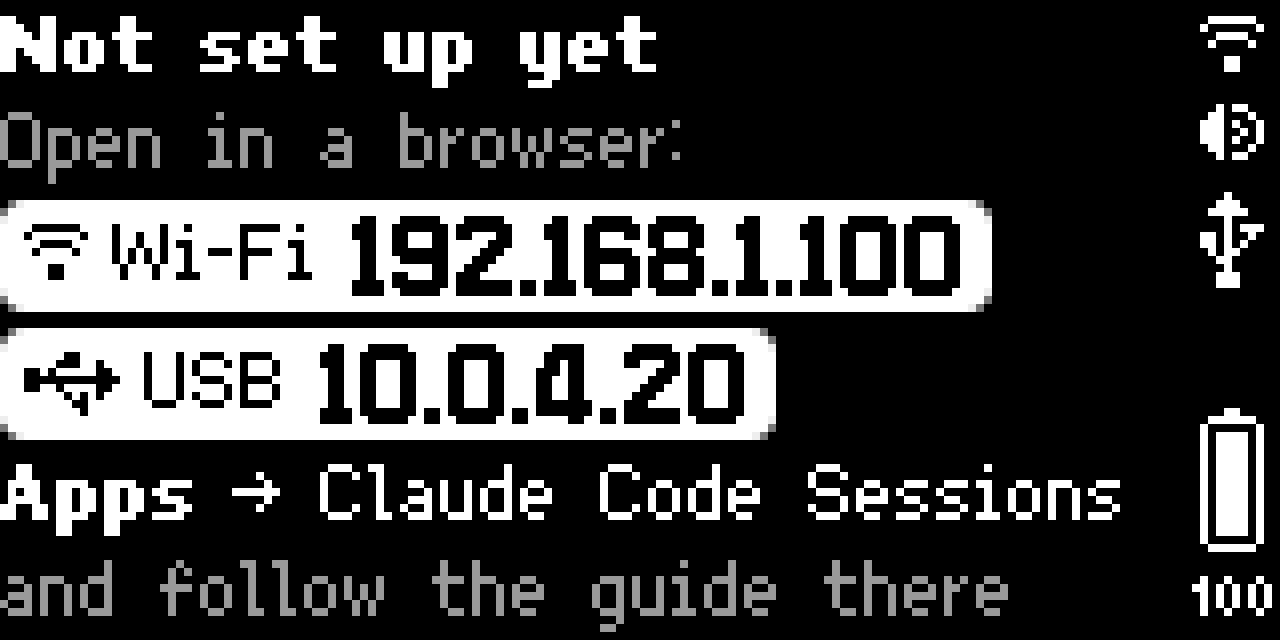 Not set up yet
Open in a browser:
Wi-Fi 192.168.1.100
USB 10.0.4.20
Apps → Claude Code Sessions
and follow the guide there
100